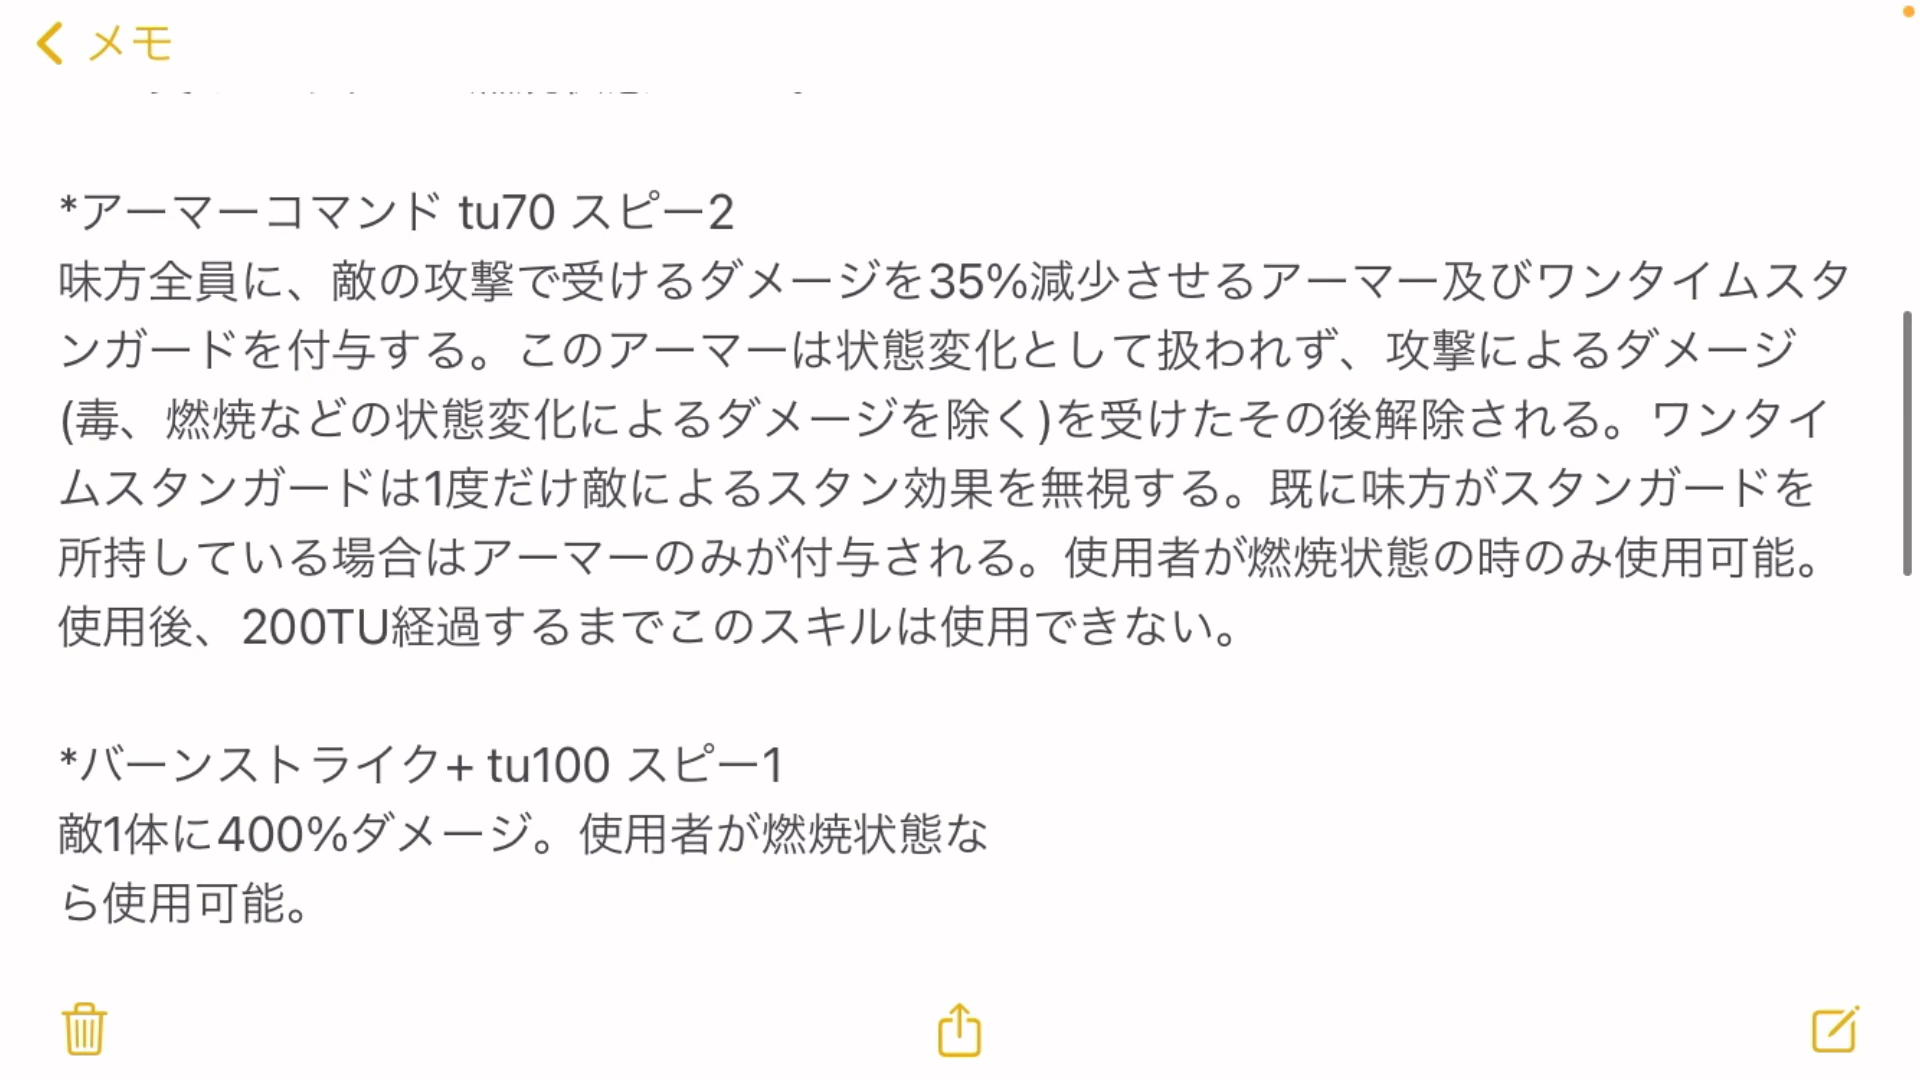 メモ
*アーマーコマンド tu70 スピー2
味方全員に、敵の攻撃で受けるダメージを35%減少させるアーマー及びワンタイムスタ
ンガードを付与する。このアーマーは状態変化として扱われず、攻撃によるダメージ
(毒、燃焼などの状態変化によるダメージを除く)を受けたその後解除される。ワンタイ
ムスタンガードは1度だけ敵によるスタン効果を無視する。既に味方がスタンガードを
所持している場合はアーマーのみが付与される。使用者が燃焼状態の時のみ使用可能。
使用後、200TU経過するまでこのスキルは使用できない。
*バーンストライク+ tu100 スピー1
敵1体に400%ダメージ。使用者が燃焼状態な
ら使用可能。